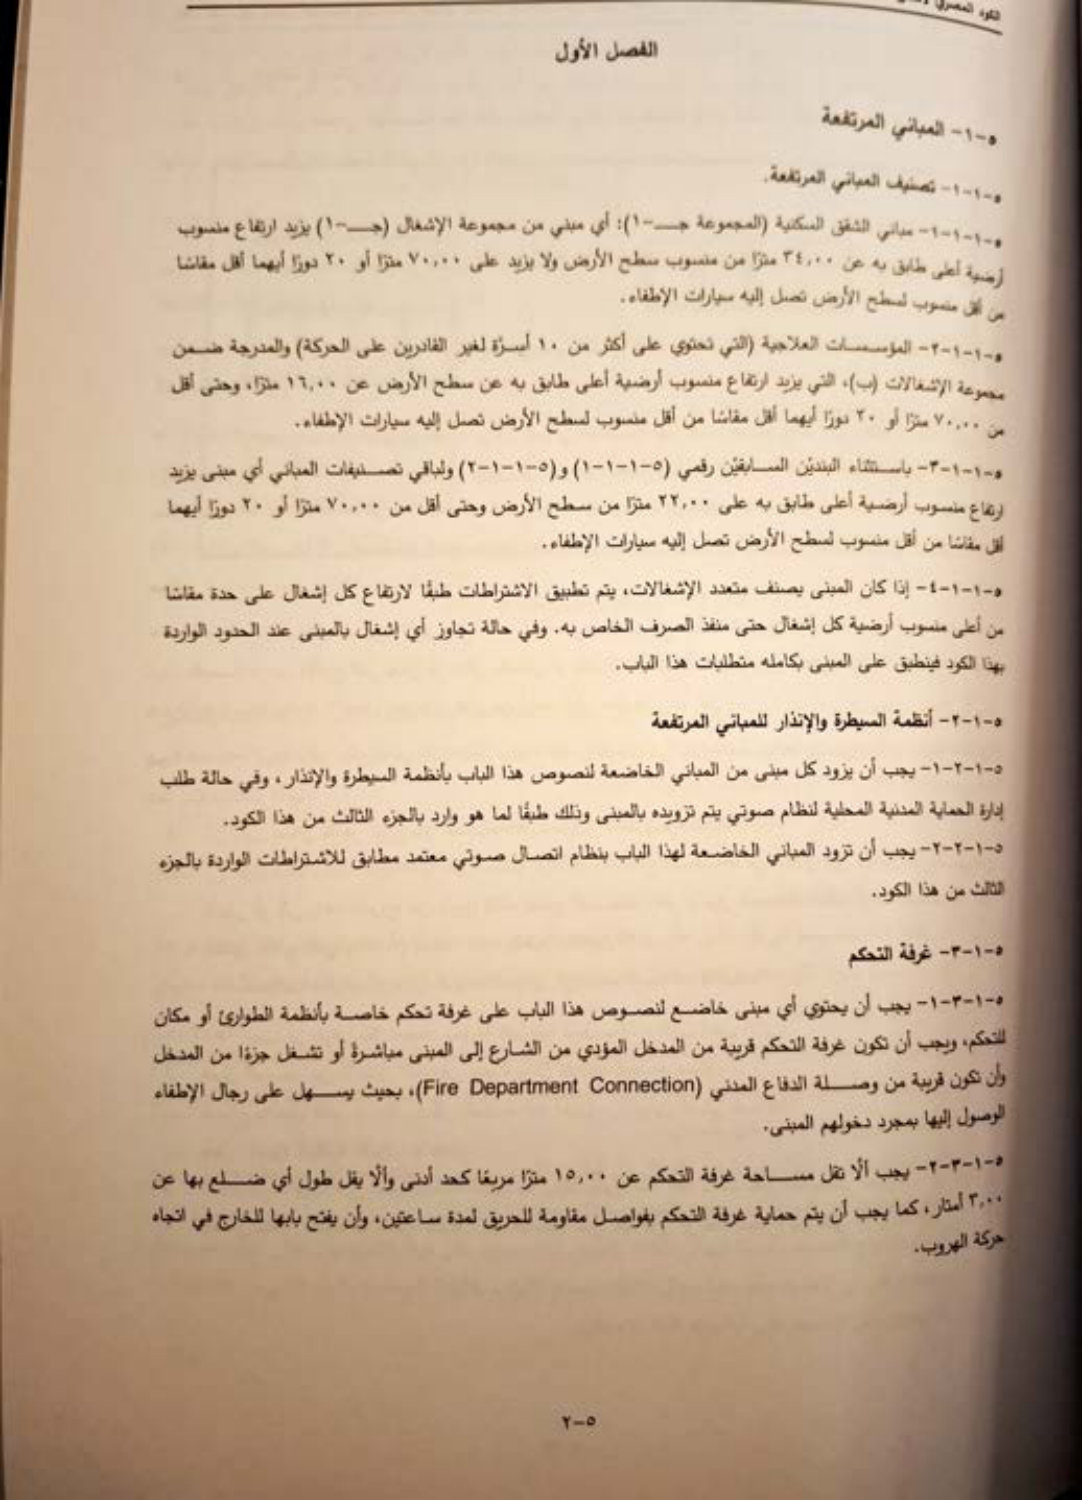 الكود المصري
الفصل الأول
٥-١- المباني المرتفعة
٥-١-١- تصنيف المباني المرتفعة.
٥-١-١-١- مباني الشقق السكنية (المجموعة جـ-١): أي مبني من مجموعة الإشغال (جـ-١) يزيد ارتفاع منسوب
أرضية أعلى طابق به عن ٣٤,٠٠ مترًا من منسوب سطح الأرض ولا يزيد على ٧٠,٠٠ مترًا أو ٢٠ دورًا أيهما أقل مقاسًا
من أقل منسوب لسطح الأرض تصل إليه سيارات الإطفاء.
٥-١-١-٢- المؤسسات العلاجية (التي تحتوي على أكثر من ١٠ أسرّة لغير القادرين على الحركة) والمدرجة ضمن
مجموعة الإشغالات (ب)، التي يزيد ارتفاع منسوب أرضية أعلى طابق به عن سطح الأرض عن ١٦,٠٠ مترًا، وحتى أقل
من ٧٠,٠٠ مترًا أو ٢٠ دورًا أيهما أقل مقاسًا من أقل منسوب لسطح الأرض تصل إليه سيارات الإطفاء.
٥-١-١-٣- باستثناء البنديْن السابقيْن رقمي (٥-١-١-١) و(٥-١-١-٢) ولباقي تصنيفات المباني أي مبنى يزيد
ارتفاع منسوب أرضية أعلى طابق به على ٢٢,٠٠ مترًا من سطح الأرض وحتى أقل من ٧٠,٠٠ مترًا أو ٢٠ دورًا أيهما
أقل مقاسًا من أقل منسوب لسطح الأرض تصل إليه سيارات الإطفاء.
٥-١-١-٤- إذا كان المبنى يصنف متعدد الإشغالات، يتم تطبيق الاشتراطات طبقًا لارتفاع كل إشغال على حدة مقاسًا
من أعلى منسوب أرضية كل إشغال حتى منفذ الصرف الخاص به. وفي حالة تجاوز أي إشغال بالمبنى عند الحدود الواردة
بهذا الكود فينطبق على المبنى بكامله متطلبات هذا الباب.
٥-١-٢- أنظمة السيطرة والإنذار للمباني المرتفعة
٥-١-٢-١- يجب أن يزود كل مبنى من المباني الخاضعة لنصوص هذا الباب بأنظمة السيطرة والإنذار، وفي حالة طلب
إدارة الحماية المدنية المحلية لنظام صوتي يتم تزويده بالمبنى وذلك طبقًا لما هو وارد بالجزء الثالث من هذا الكود.
٥-١-٢-٢- يجب أن تزود المباني الخاضعة لهذا الباب بنظام اتصال صوتي معتمد مطابق للاشتراطات الواردة بالجزء
الثالث من هذا الكود.
٥-١-٣- غرفة التحكم
٥-١-٣-١- يجب أن يحتوي أي مبنى خاضع لنصوص هذا الباب على غرفة تحكم خاصة بأنظمة الطوارئ أو مكان
للتحكم، ويجب أن تكون غرفة التحكم قريبة من المدخل المؤدي من الشارع إلى المبنى مباشرةً أو تشغل جزءًا من المدخل
وأن تكون قريبة من وصلة الدفاع المدني (Fire Department Connection)، بحيث يسهل على رجال الإطفاء
الوصول إليها بمجرد دخولهم المبنى.
٥-١-٣-٢- يجب ألّا تقل مساحة غرفة التحكم عن ١٥,٠٠ مترًا مربعًا كحد أدنى وألّا يقل طول أي ضلع بها عن
٣,٠٠ أمتار، كما يجب أن يتم حماية غرفة التحكم بفواصل مقاومة للحريق لمدة ساعتين، وأن يفتح بابها للخارج في اتجاه
حركة الهروب.
٥-٢